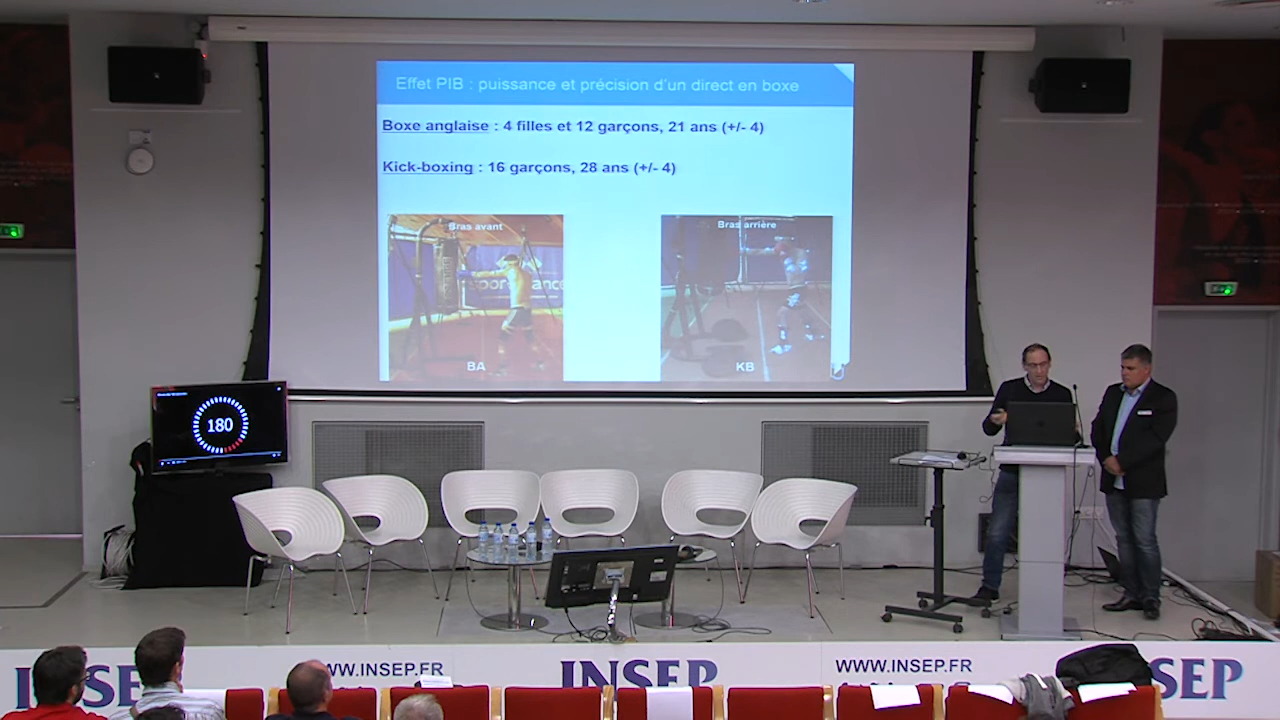 Effet PIB : puissance et précision d'un direct en boxe
Boxe anglaise : 4 filles et 12 garçons, 21 ans (+/- 4)
Kick-boxing : 16 garçons, 28 ans (+/- 4)
Bras avant
Bras arrière
BA
KB
180
WWW.INSEP.FR
INSEP
WWW.INSEP.FR